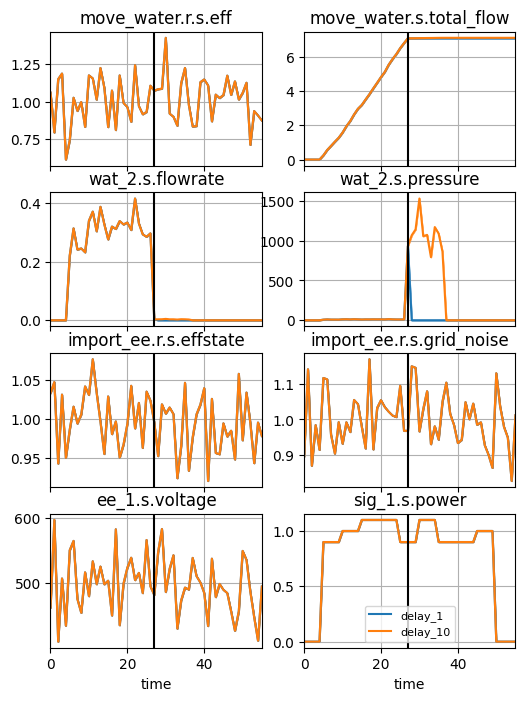 move_water.r.s.eff
move_water.s.total_flow
1.25
1.00
0.75
6
4
2
0
wat_2.s.flowrate
wat_2.s.pressure
0.4
0.2
0.0
1500
1000
500
0
import_ee.r.s.effstate
import_ee.r.s.grid_noise
1.05
1.00
0.95
1.1
1.0
0.9
ee_1.s.voltage
sig_1.s.power
600
500
1.0
0.5
0.0
delay_1
delay_10
0
20
40
0
20
40
time
time